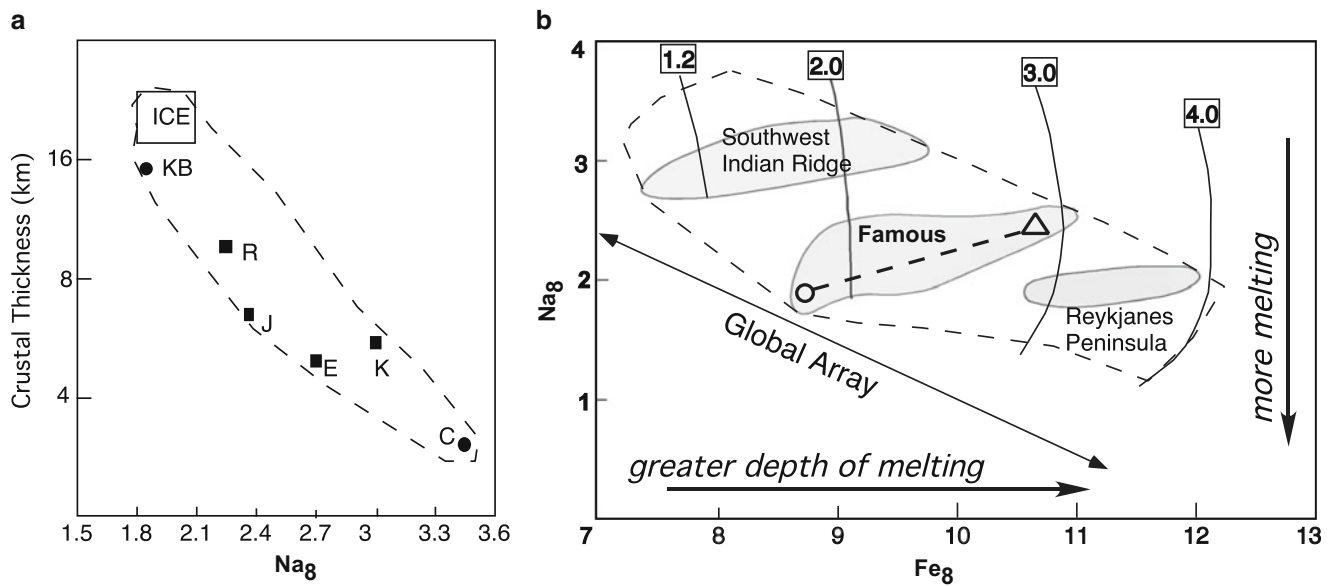 a
Crustal Thickness (km)
16
8
4
ICE
KB
R
J
E
K
C
1.5 1.8 2.1 2.4 2.7 3 3.3 3.6
Na8
b
4
3
2
1
Na8
1.2
2.0
3.0
4.0
Southwest
Indian Ridge
Famous
Reykjanes
Peninsula
Global Array
greater depth of melting
more melting
7 8 9 10 11 12 13
Fe8